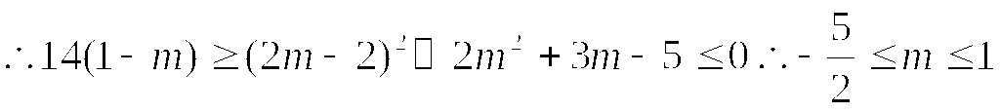 ∴14(1- m) ≥(2m- 2)²▯ 2m² +3m- 5 ≤0 ∴- 5/2 ≤m ≤1